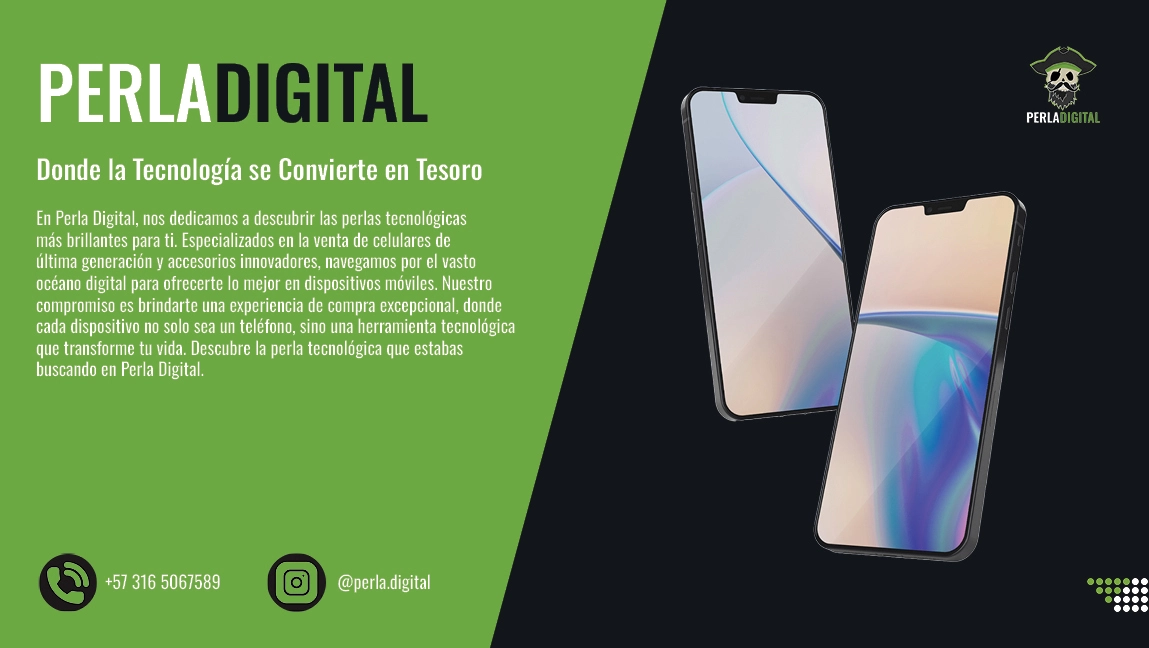 PERLADIGITAL
Donde la Tecnología se Convierte en Tesoro
En Perla Digital, nos dedicamos a descubrir las perlas tecnológicas
más brillantes para ti. Especializados en la venta de celulares de
última generación y accesorios innovadores, navegamos por el vasto
océano digital para ofrecerte lo mejor en dispositivos móviles. Nuestro
compromiso es brindarte una experiencia de compra excepcional, donde
cada dispositivo no solo sea un teléfono, sino una herramienta tecnológica
que transforme tu vida. Descubre la perla tecnológica que estabas
buscando en Perla Digital.
+57 316 5067589
@perla.digital
PERLADIGITAL